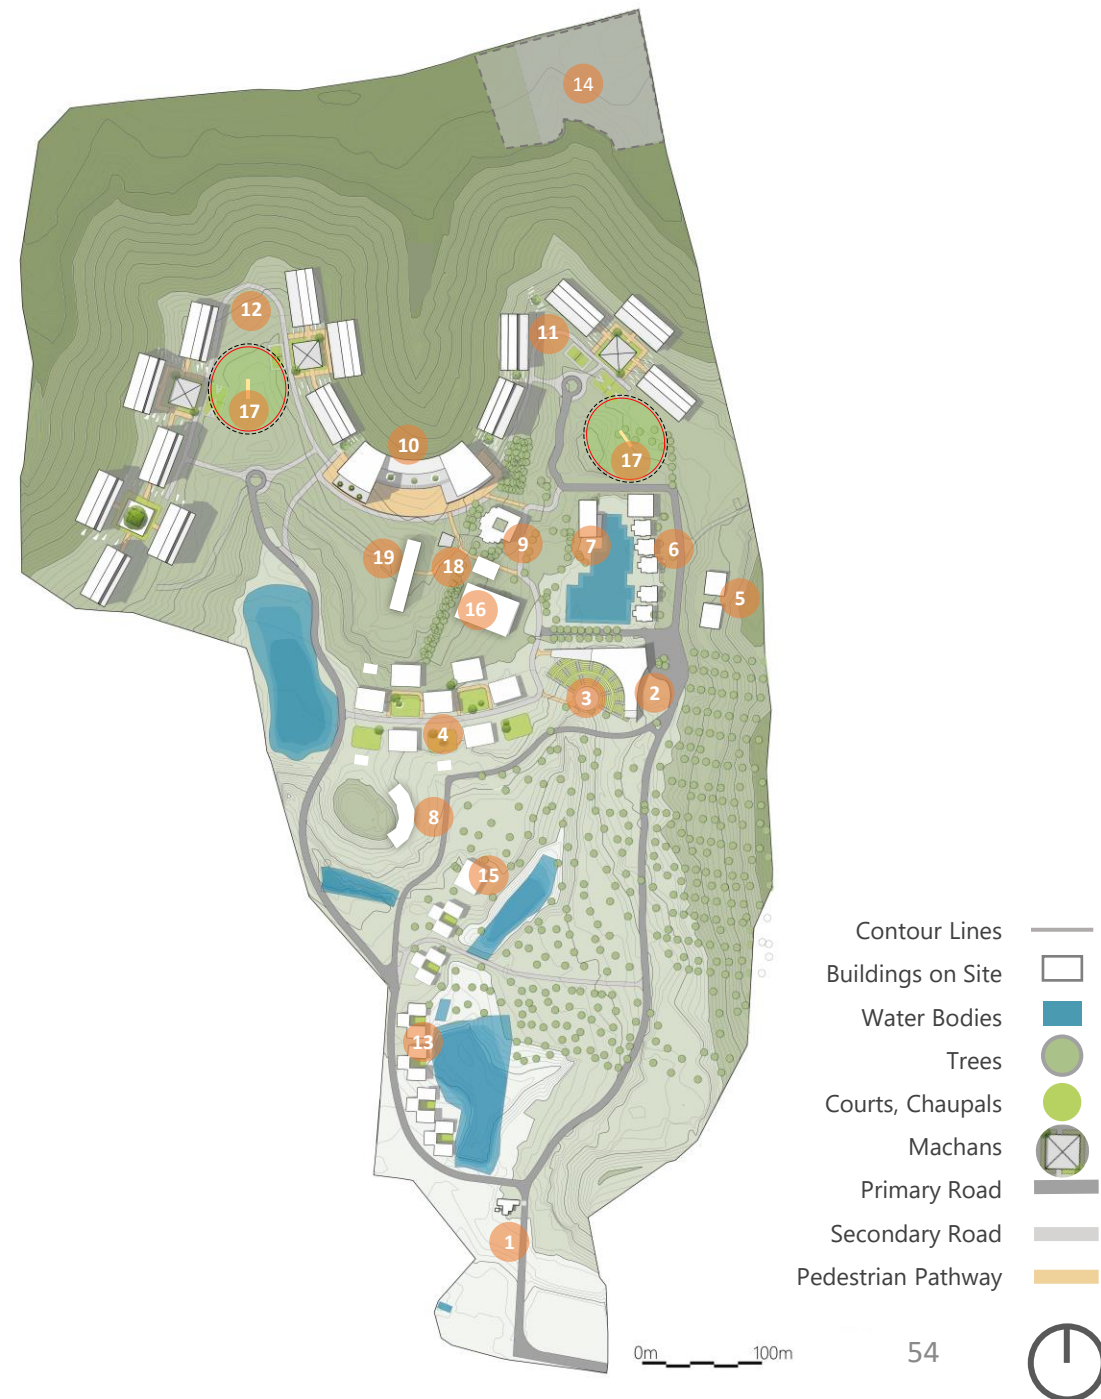 14
12
11
17
10
17
9
7
6
19
18
5
16
3
2
4
8
15
13
1
Contour Lines
Buildings on Site
Water Bodies
Trees
Courts, Chaupals
Machans
Primary Road
Secondary Road
Pedestrian Pathway
0m 100m
54